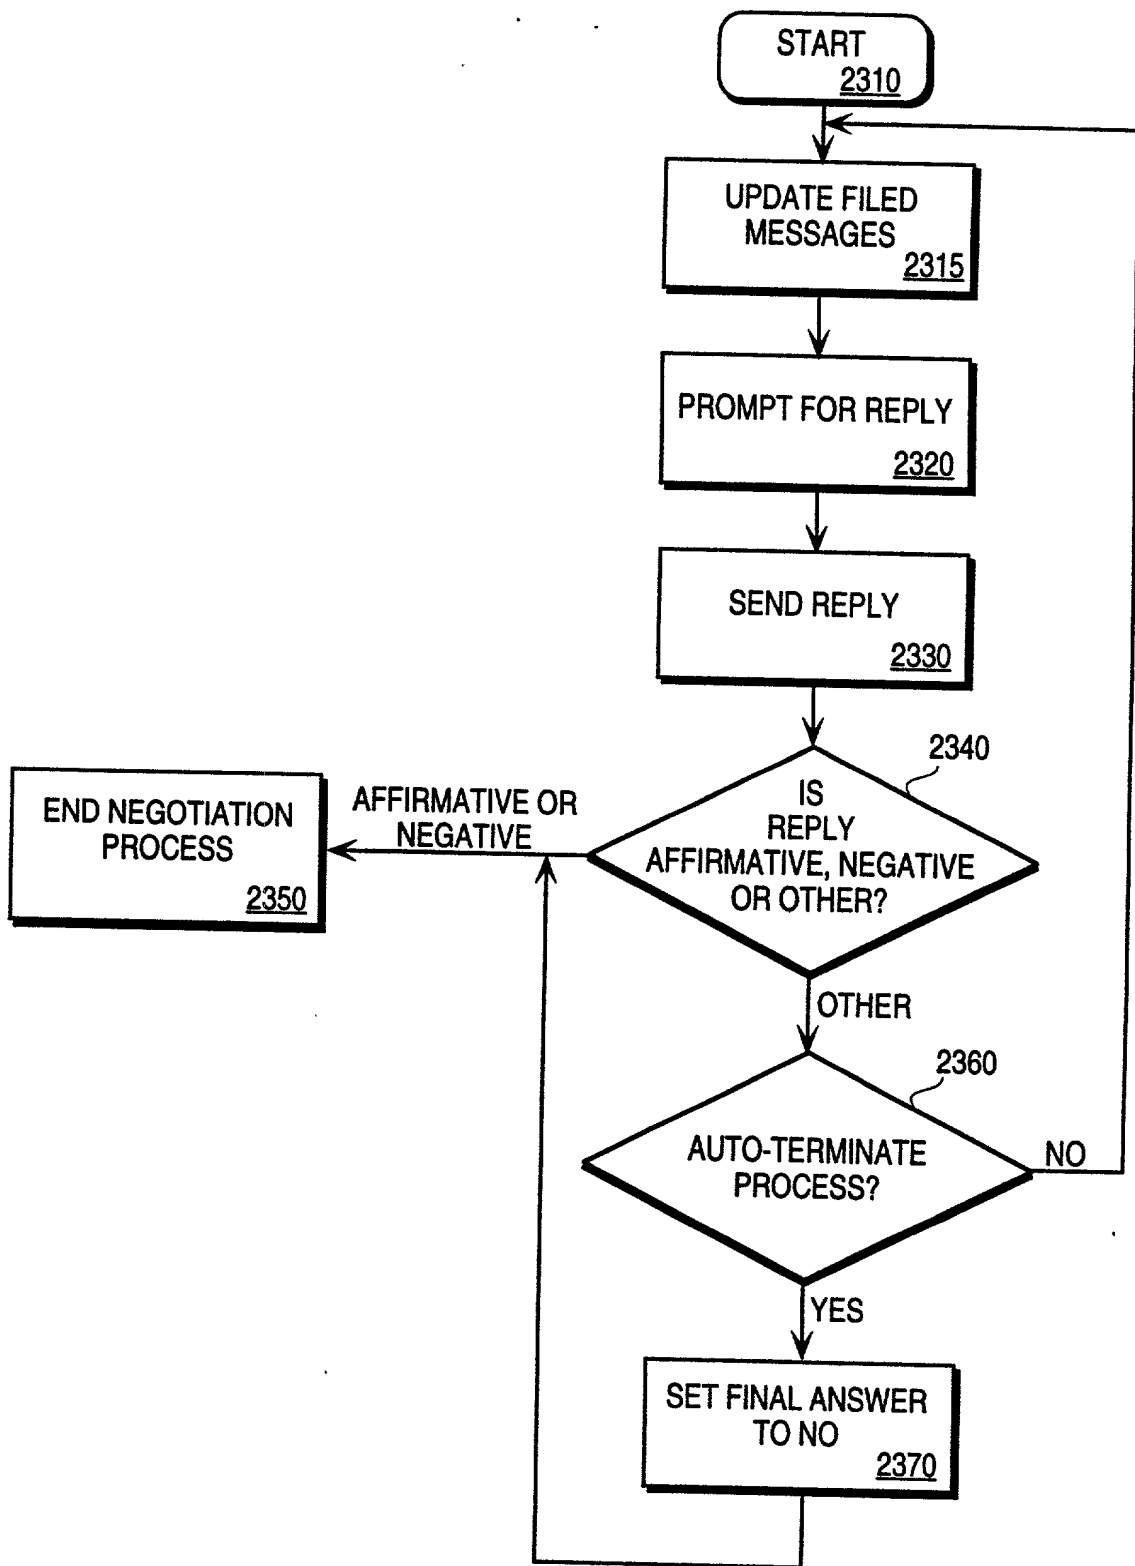 START
2310
UPDATE FILED
MESSAGES
2315
PROMPT FOR REPLY
2320
SEND REPLY
2330
2340
IS
REPLY
AFFIRMATIVE, NEGATIVE
OR OTHER?
AFFIRMATIVE OR
NEGATIVE
END NEGOTIATION
PROCESS
2350
OTHER
2360
AUTO-TERMINATE
PROCESS?
NO
YES
SET FINAL ANSWER
TO NO
2370